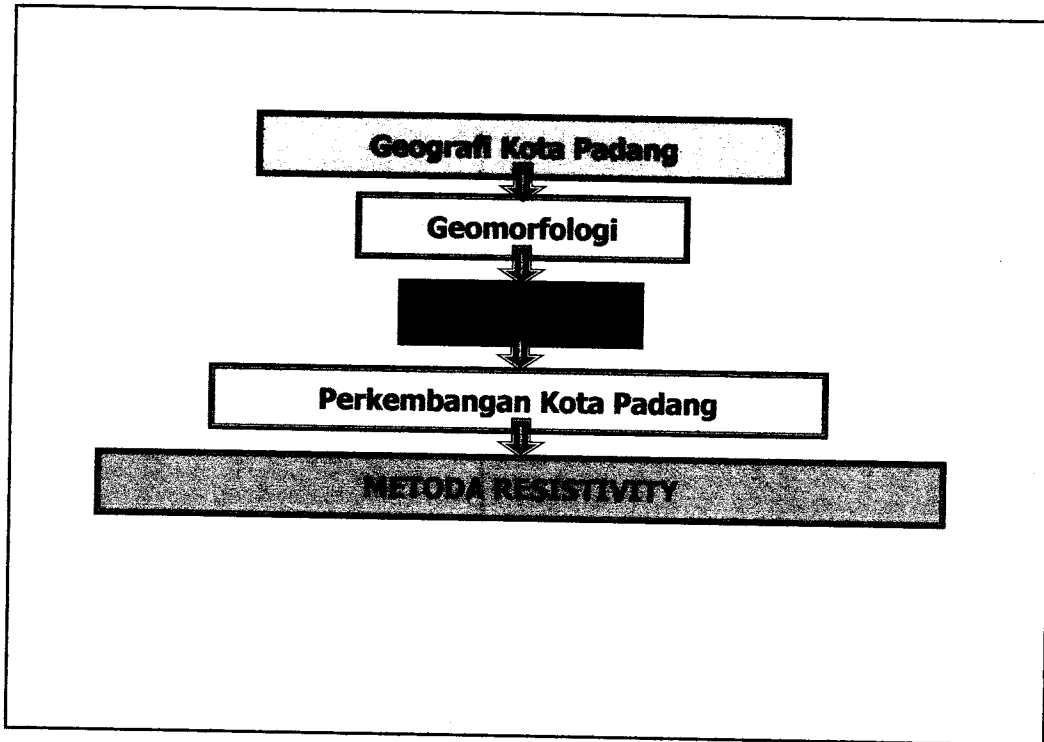 Geografi Kota Padang
Geomorfologi
Perkembangan Kota Padang
METODA RESISTIVITY